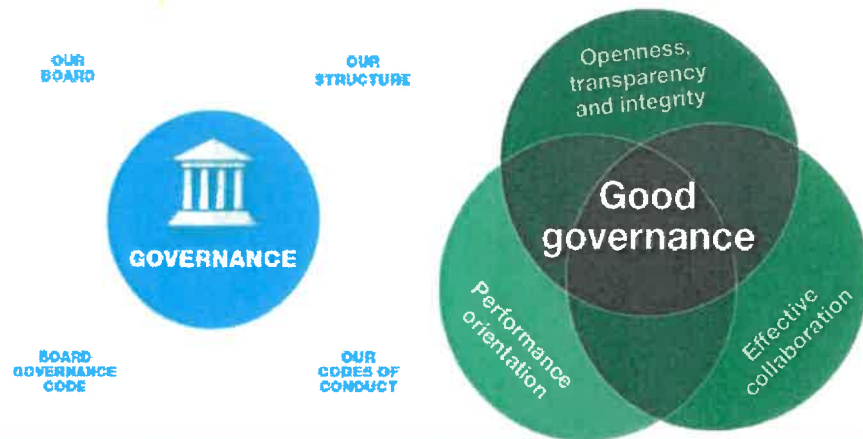 OUR
BOARD
OUR
STRUCTURE
GOVERNANCE
BOARD
GOVERNANCE
CODE
OUR
CODES OF
CONDUCT
Openness,
transparency
and integrity
Good
governance
Performance
orientation
Effective
collaboration